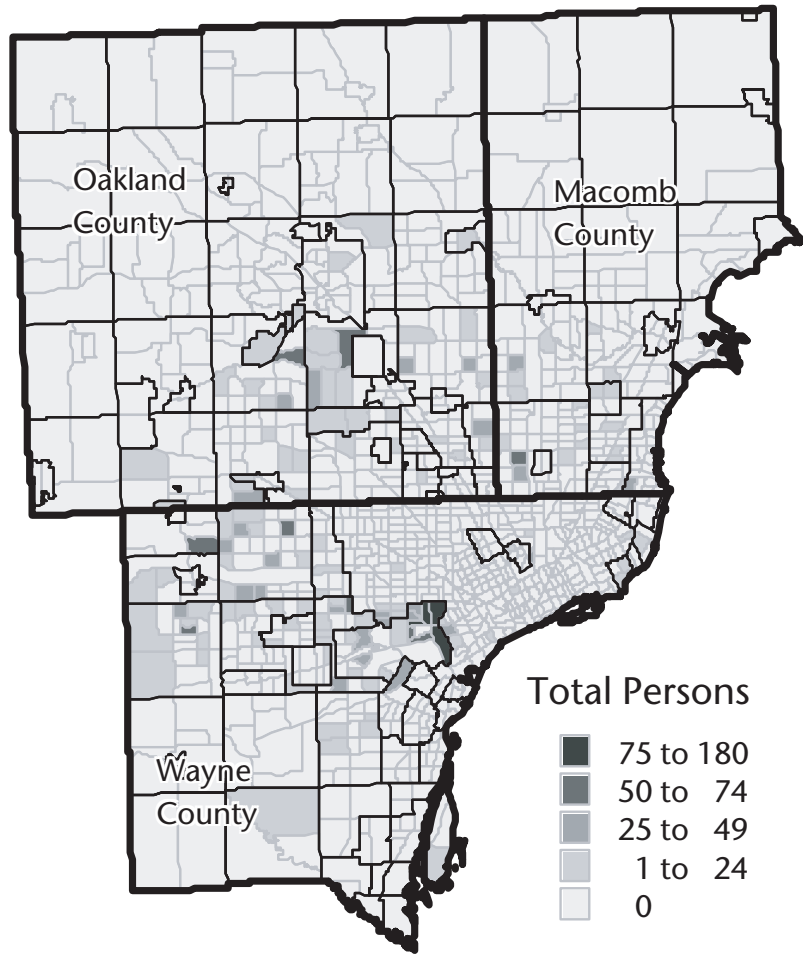 Oakland
County
Macomb
County
Total Persons
75 to 180
50 to 74
25 to 49
1 to 24
0
Wayne
County